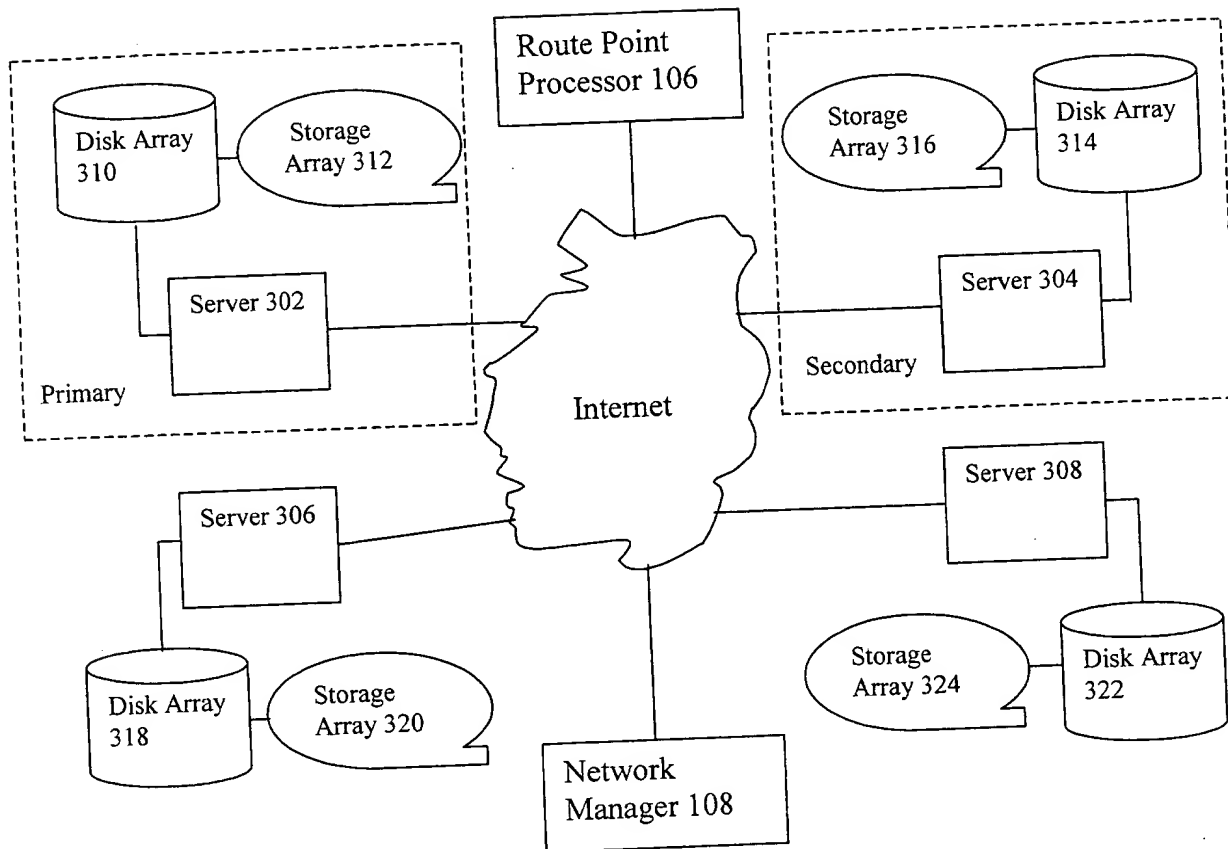 Route Point
Processor 106
Disk Array
310
Storage
Array 312
Storage
Array 316
Disk Array
314
Server 302
Server 304
Primary
Secondary
Internet
Server 306
Server 308
Disk Array
318
Storage
Array 320
Storage
Array 324
Disk Array
322
Network
Manager 108